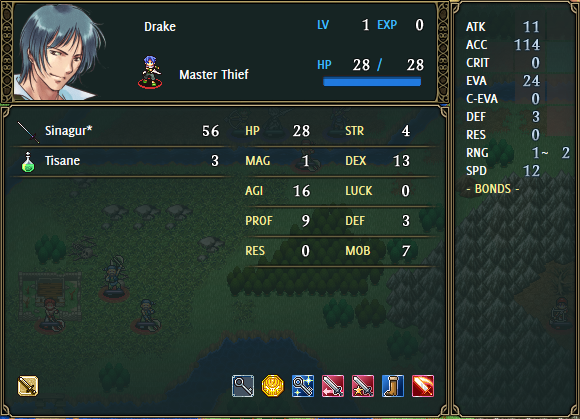 Drake LV 1 EXP 0
Master Thief HP 28 / 28
Sinagur* 56
Tisane 3
HP 28 STR 4
MAG 1 DEX 13
AGI 16 LUCK 0
PROF 9 DEF 3
RES 0 MOB 7
ATK 11
ACC 114
CRIT 0
EVA 24
C-EVA 0
DEF 3
RES 0
RNG 1~ 2
SPD 12
- BONDS -